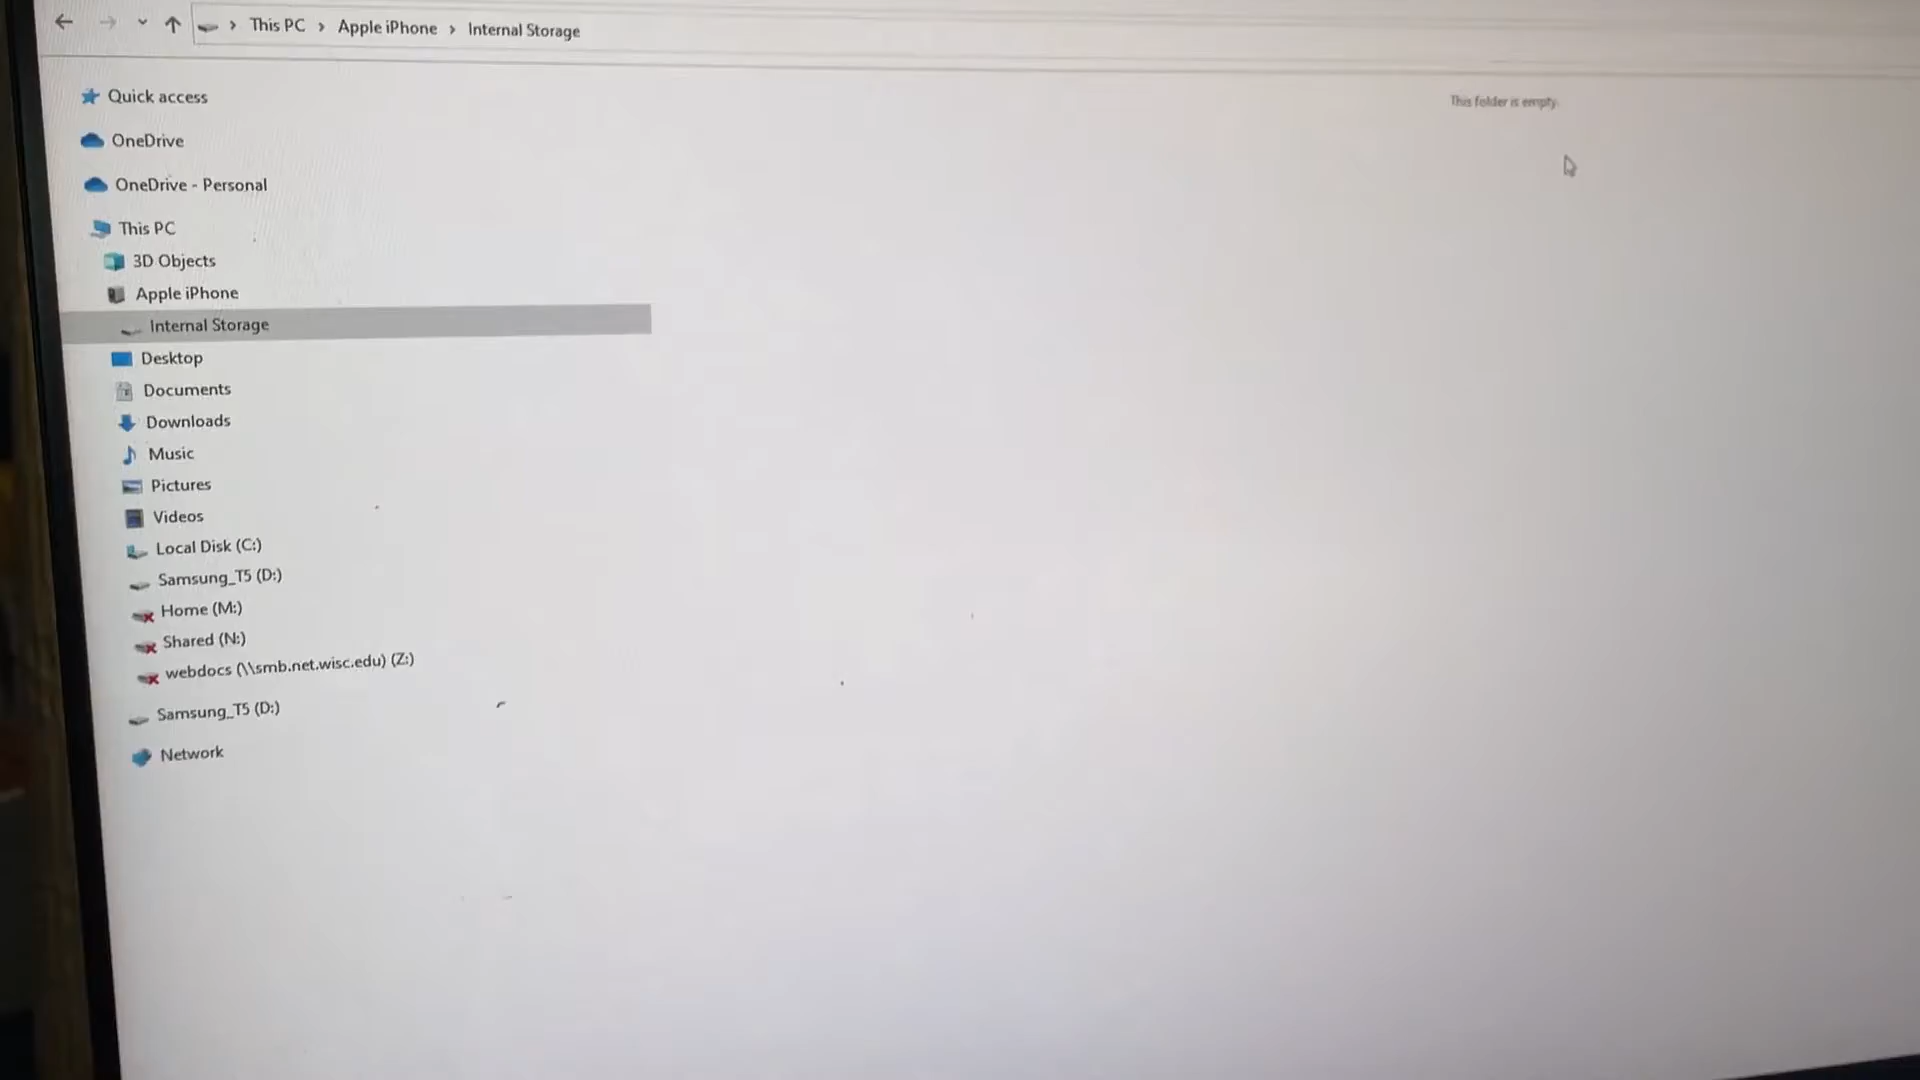 This PC > Apple iPhone > Internal Storage
Quick access
This folder is empty.
OneDrive
OneDrive - Personal
This PC
3D Objects
Apple iPhone
Internal Storage
Desktop
Documents
Downloads
Music
Pictures
Videos
Local Disk (C:)
Samsung_T5 (D:)
Home (M:)
Shared (N:)
webdocs (\\smb.net.wisc.edu) (Z:)
Samsung_T5 (D:)
Network